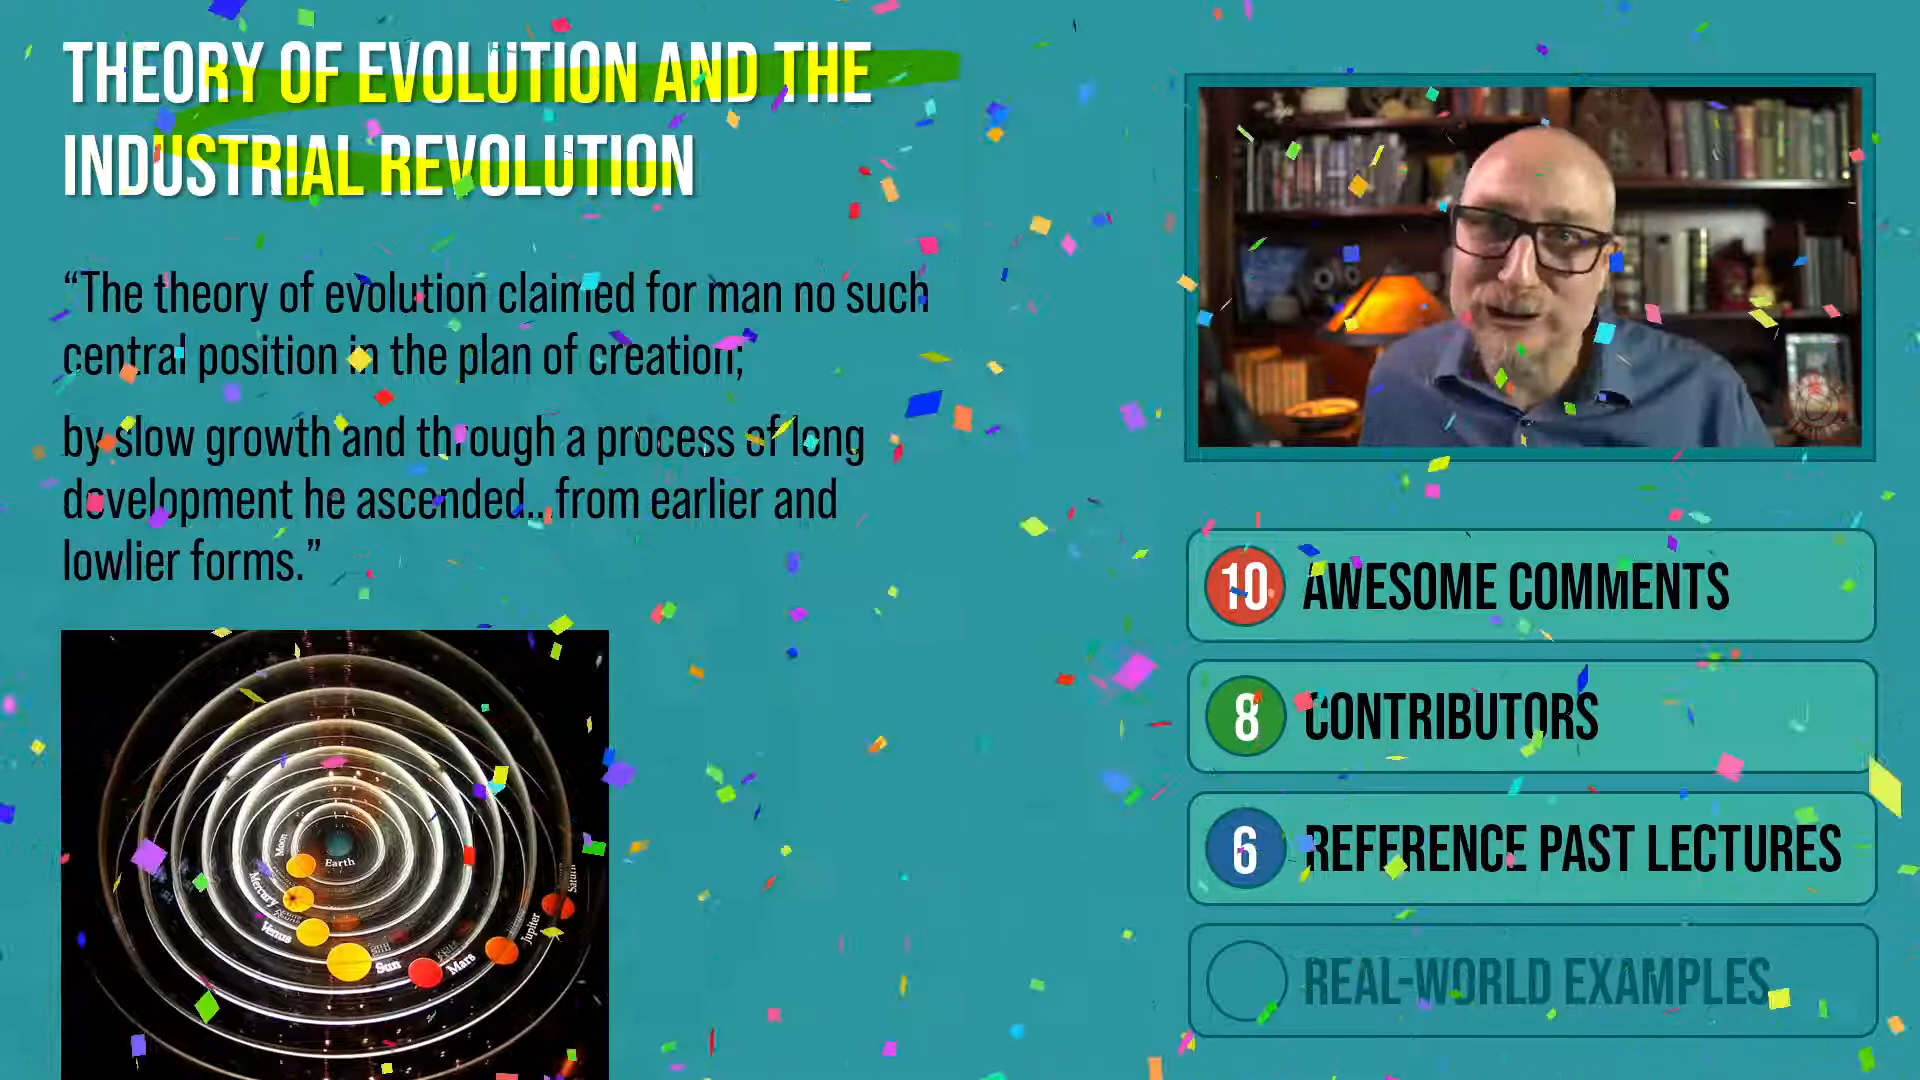 THEORY OF EVOLUTION AND THE
INDUSTRIAL REVOLUTION
“The theory of evolution claimed for man no such
central position in the plan of creation;
by slow growth and through a process of long
development he ascended...from earlier and
lowlier forms.”
Moon
Earth
Mercury
Venus
Sun
Mars
Jupiter
Saturn
10 AWESOME COMMENTS
8 CONTRIBUTORS
6 REFERENCE PAST LECTURES
REAL-WORLD EXAMPLES